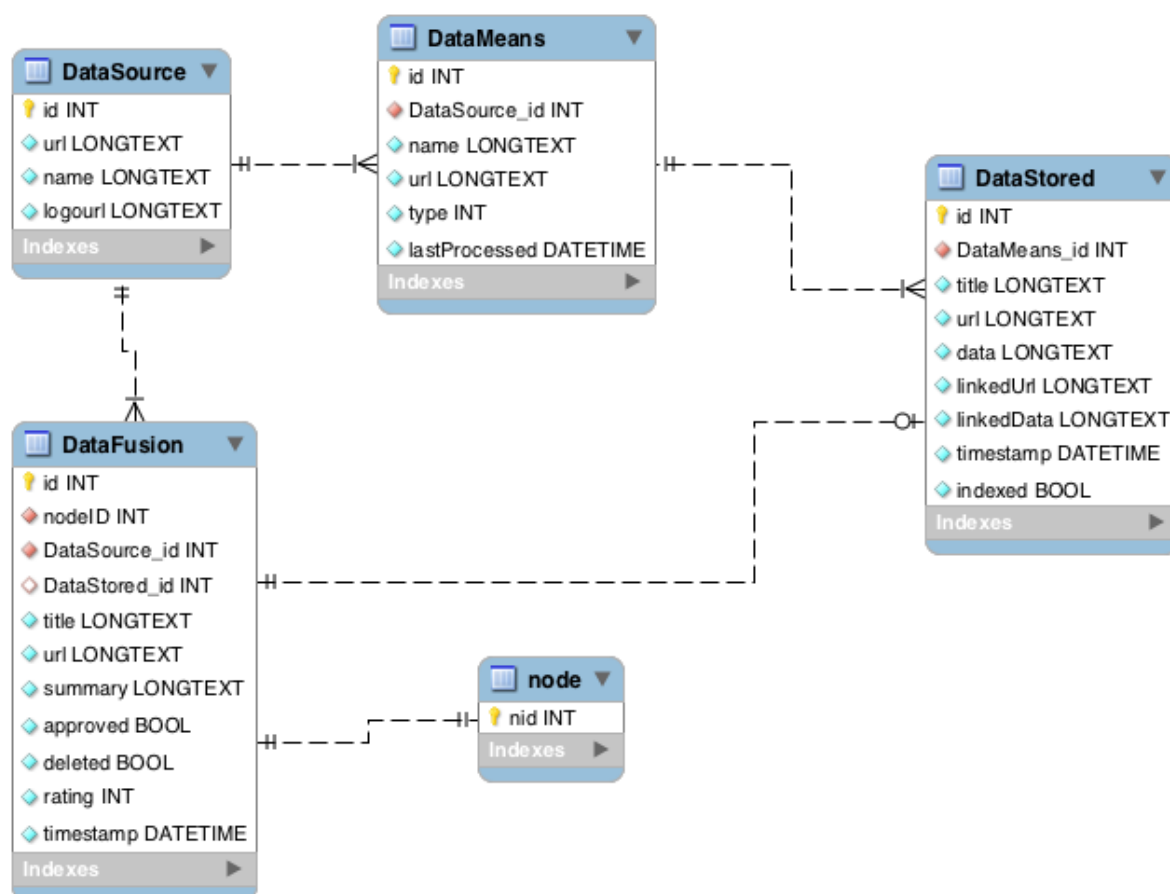 DataSource
id INT
url LONGTEXT
name LONGTEXT
logourl LONGTEXT
Indexes
DataMeans
id INT
DataSource_id INT
name LONGTEXT
url LONGTEXT
type INT
lastProcessed DATETIME
Indexes
DataStored
id INT
DataMeans_id INT
title LONGTEXT
url LONGTEXT
data LONGTEXT
linkedUrl LONGTEXT
linkedData LONGTEXT
timestamp DATETIME
indexed BOOL
Indexes
DataFusion
id INT
nodeID INT
DataSource_id INT
DataStored_id INT
title LONGTEXT
url LONGTEXT
summary LONGTEXT
approved BOOL
deleted BOOL
rating INT
timestamp DATETIME
Indexes
node
nid INT
Indexes